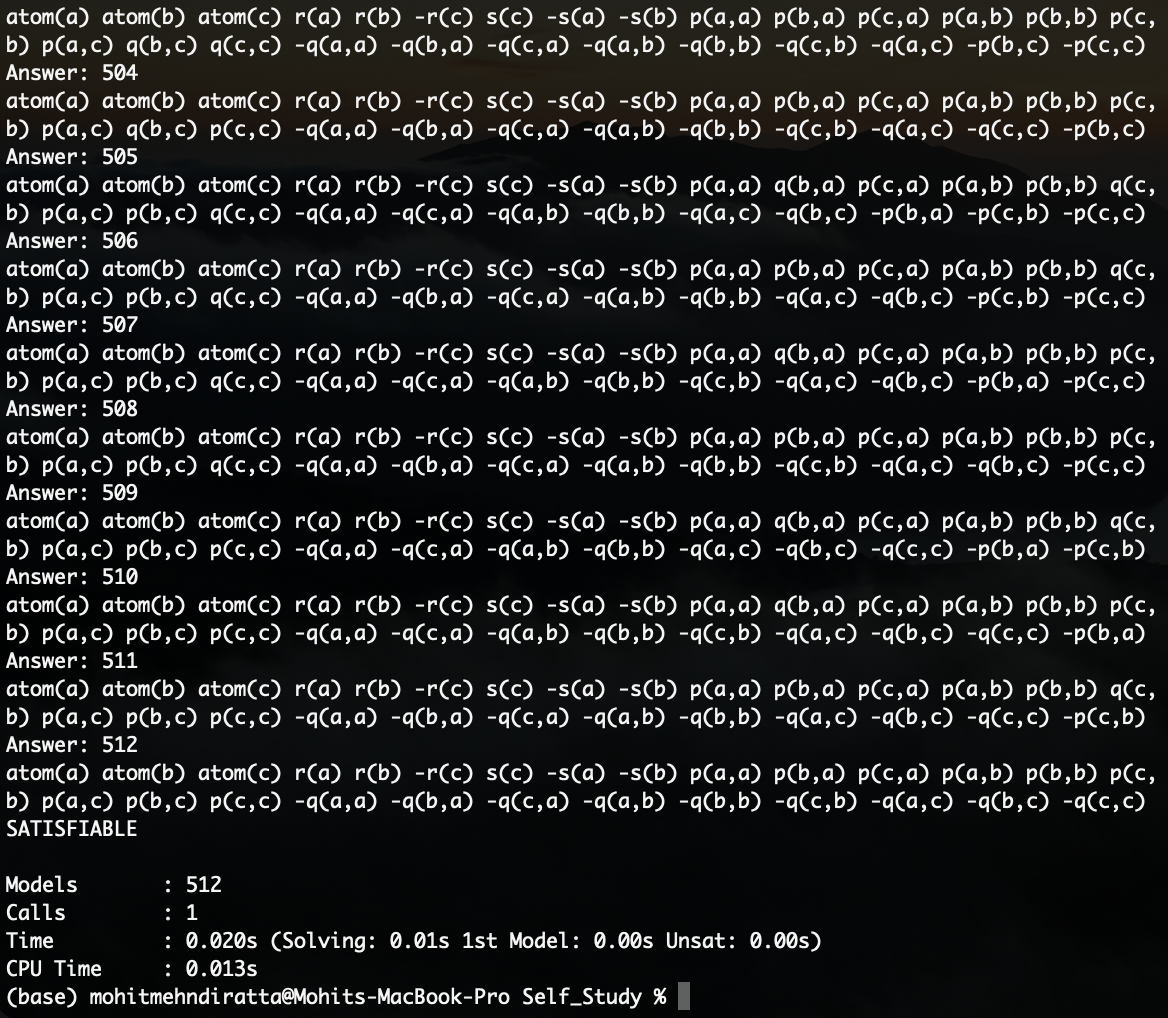 atom(a) atom(b) atom(c) r(a) r(b) -r(c) s(c) -s(a) -s(b) p(a,a) p(b,a) p(c,a) p(a,b) p(b,b) p(c,
b) p(a,c) q(b,c) q(c,c) -q(a,a) -q(b,a) -q(c,a) -q(a,b) -q(b,b) -q(c,b) -q(a,c) -p(b,c) -p(c,c)
Answer: 504
atom(a) atom(b) atom(c) r(a) r(b) -r(c) s(c) -s(a) -s(b) p(a,a) p(b,a) p(c,a) p(a,b) p(b,b) p(c,
b) p(a,c) q(b,c) p(c,c) -q(a,a) -q(b,a) -q(c,a) -q(a,b) -q(b,b) -q(c,b) -q(a,c) -q(c,c) -p(b,c)
Answer: 505
atom(a) atom(b) atom(c) r(a) r(b) -r(c) s(c) -s(a) -s(b) p(a,a) q(b,a) p(c,a) p(a,b) p(b,b) q(c,
b) p(a,c) p(b,c) q(c,c) -q(a,a) -q(c,a) -q(a,b) -q(b,b) -q(a,c) -q(b,c) -p(b,a) -p(c,b) -p(c,c)
Answer: 506
atom(a) atom(b) atom(c) r(a) r(b) -r(c) s(c) -s(a) -s(b) p(a,a) p(b,a) p(c,a) p(a,b) p(b,b) q(c,
b) p(a,c) p(b,c) q(c,c) -q(a,a) -q(b,a) -q(c,a) -q(a,b) -q(b,b) -q(a,c) -q(b,c) -p(c,b) -p(c,c)
Answer: 507
atom(a) atom(b) atom(c) r(a) r(b) -r(c) s(c) -s(a) -s(b) p(a,a) q(b,a) p(c,a) p(a,b) p(b,b) p(c,
b) p(a,c) p(b,c) q(c,c) -q(a,a) -q(c,a) -q(a,b) -q(b,b) -q(c,b) -q(a,c) -q(b,c) -p(b,a) -p(c,c)
Answer: 508
atom(a) atom(b) atom(c) r(a) r(b) -r(c) s(c) -s(a) -s(b) p(a,a) p(b,a) p(c,a) p(a,b) p(b,b) p(c,
b) p(a,c) p(b,c) q(c,c) -q(a,a) -q(b,a) -q(c,a) -q(a,b) -q(b,b) -q(c,b) -q(a,c) -q(b,c) -p(c,c)
Answer: 509
atom(a) atom(b) atom(c) r(a) r(b) -r(c) s(c) -s(a) -s(b) p(a,a) q(b,a) p(c,a) p(a,b) p(b,b) q(c,
b) p(a,c) p(b,c) p(c,c) -q(a,a) -q(c,a) -q(a,b) -q(b,b) -q(a,c) -q(b,c) -q(c,c) -p(b,a) -p(c,b)
Answer: 510
atom(a) atom(b) atom(c) r(a) r(b) -r(c) s(c) -s(a) -s(b) p(a,a) q(b,a) p(c,a) p(a,b) p(b,b) p(c,
b) p(a,c) p(b,c) p(c,c) -q(a,a) -q(c,a) -q(a,b) -q(b,b) -q(c,b) -q(a,c) -q(b,c) -q(c,c) -p(b,a)
Answer: 511
atom(a) atom(b) atom(c) r(a) r(b) -r(c) s(c) -s(a) -s(b) p(a,a) p(b,a) p(c,a) p(a,b) p(b,b) q(c,
b) p(a,c) p(b,c) p(c,c) -q(a,a) -q(b,a) -q(c,a) -q(a,b) -q(b,b) -q(a,c) -q(b,c) -q(c,c) -p(c,b)
Answer: 512
atom(a) atom(b) atom(c) r(a) r(b) -r(c) s(c) -s(a) -s(b) p(a,a) p(b,a) p(c,a) p(a,b) p(b,b) p(c,
b) p(a,c) p(b,c) p(c,c) -q(a,a) -q(b,a) -q(c,a) -q(a,b) -q(b,b) -q(c,b) -q(a,c) -q(b,c) -q(c,c)
SATISFIABLE
Models : 512
Calls : 1
Time : 0.020s (Solving: 0.01s 1st Model: 0.00s Unsat: 0.00s)
CPU Time : 0.013s
(base) mohitmehndiratta@Mohits-MacBook-Pro Self_Study %